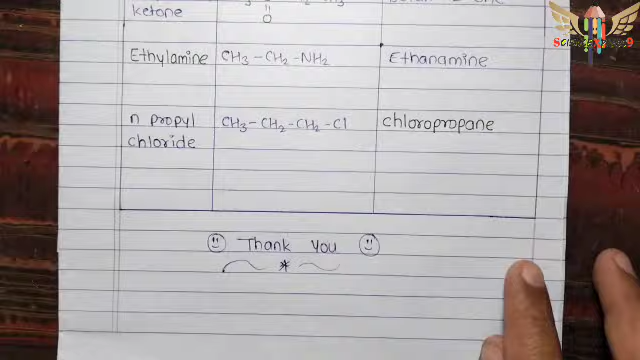 ketone
O
Ethylamine CH3 - CH2 - NH2 Ethanamine
n propyl CH3 - CH2 - CH2 - Cl chloropropane
chloride
Thank You